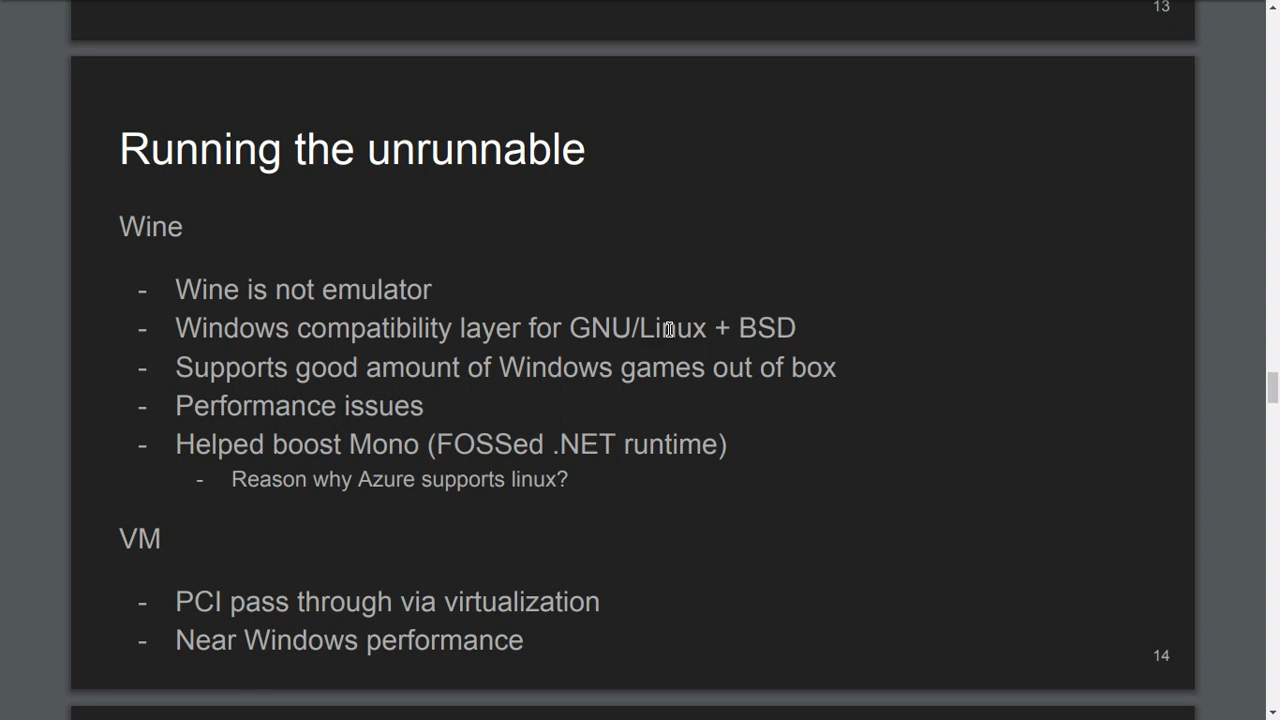 13
Running the unrunnable
Wine
- Wine is not emulator
- Windows compatibility layer for GNU/Linux + BSD
- Supports good amount of Windows games out of box
- Performance issues
- Helped boost Mono (FOSSed .NET runtime)
- Reason why Azure supports linux?
VM
- PCI pass through via virtualization
- Near Windows performance
14